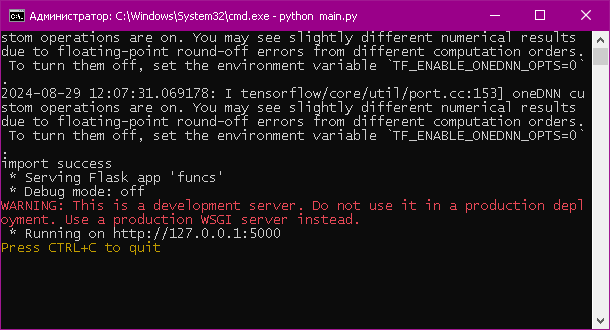 Администратор: C:\Windows\System32\cmd.exe - python main.py
stom operations are on. You may see slightly different numerical results
due to floating-point round-off errors from different computation orders.
 To turn them off, set the environment variable `TF_ENABLE_ONEDNN_OPTS=0`
.
2024-08-29 12:07:31.069178: I tensorflow/core/util/port.cc:153] oneDNN cu
stom operations are on. You may see slightly different numerical results
due to floating-point round-off errors from different computation orders.
 To turn them off, set the environment variable `TF_ENABLE_ONEDNN_OPTS=0`
.
import success
 * Serving Flask app 'funcs'
 * Debug mode: off
WARNING: This is a development server. Do not use it in a production depl
oyment. Use a production WSGI server instead.
 * Running on http://127.0.0.1:5000
Press CTRL+C to quit